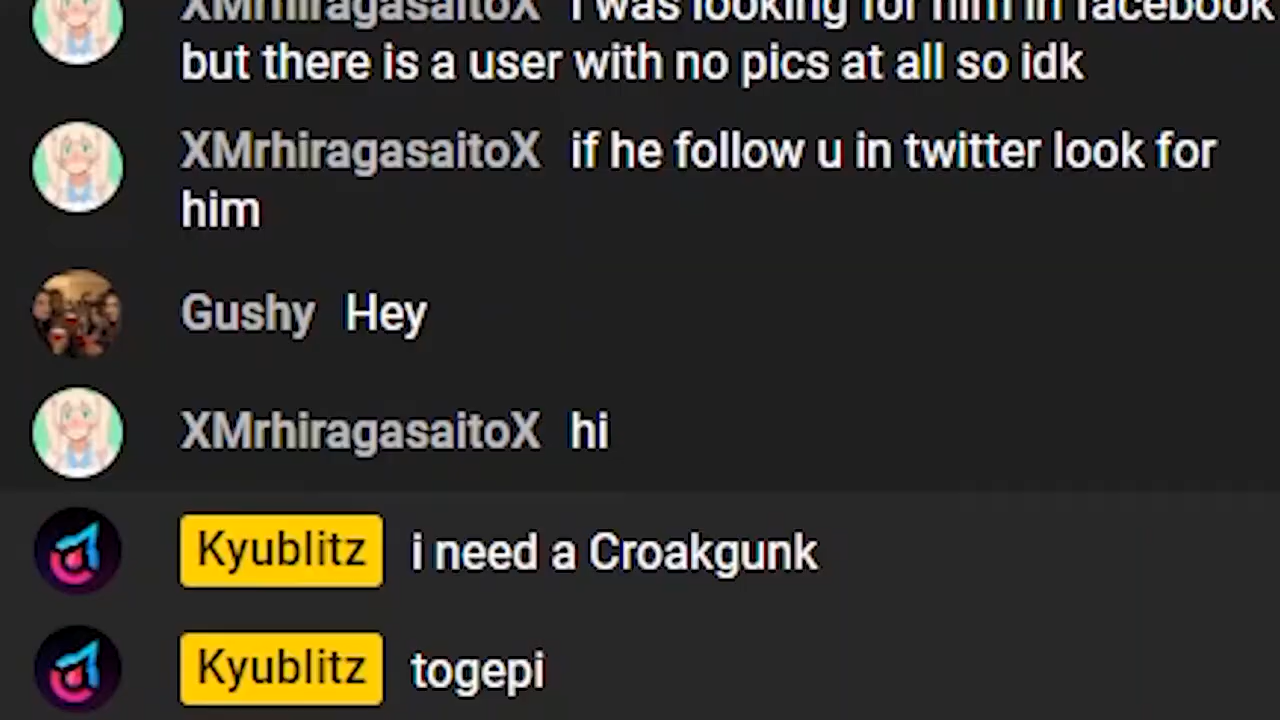 XMrhiragasaitoX i was looking for him in facebook
but there is a user with no pics at all so idk
XMrhiragasaitoX if he follow u in twitter look for
him
Gushy Hey
XMrhiragasaitoX hi
Kyublitz i need a Croakgunk
Kyublitz togepi